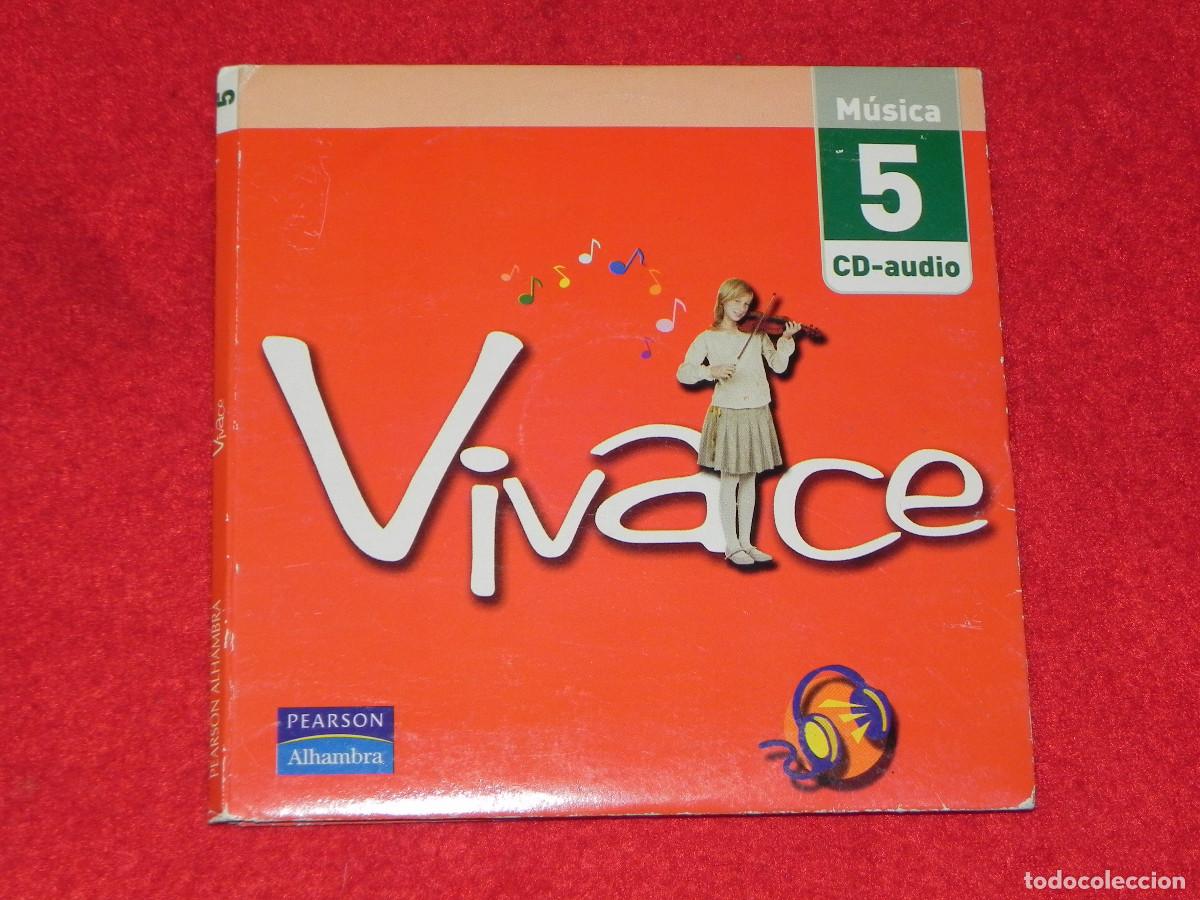 Música
5
CD-audio
Vivace
PEARSON
Alhambra
5
Vivace
PEARSON ALHAMBRA
todocoleccion